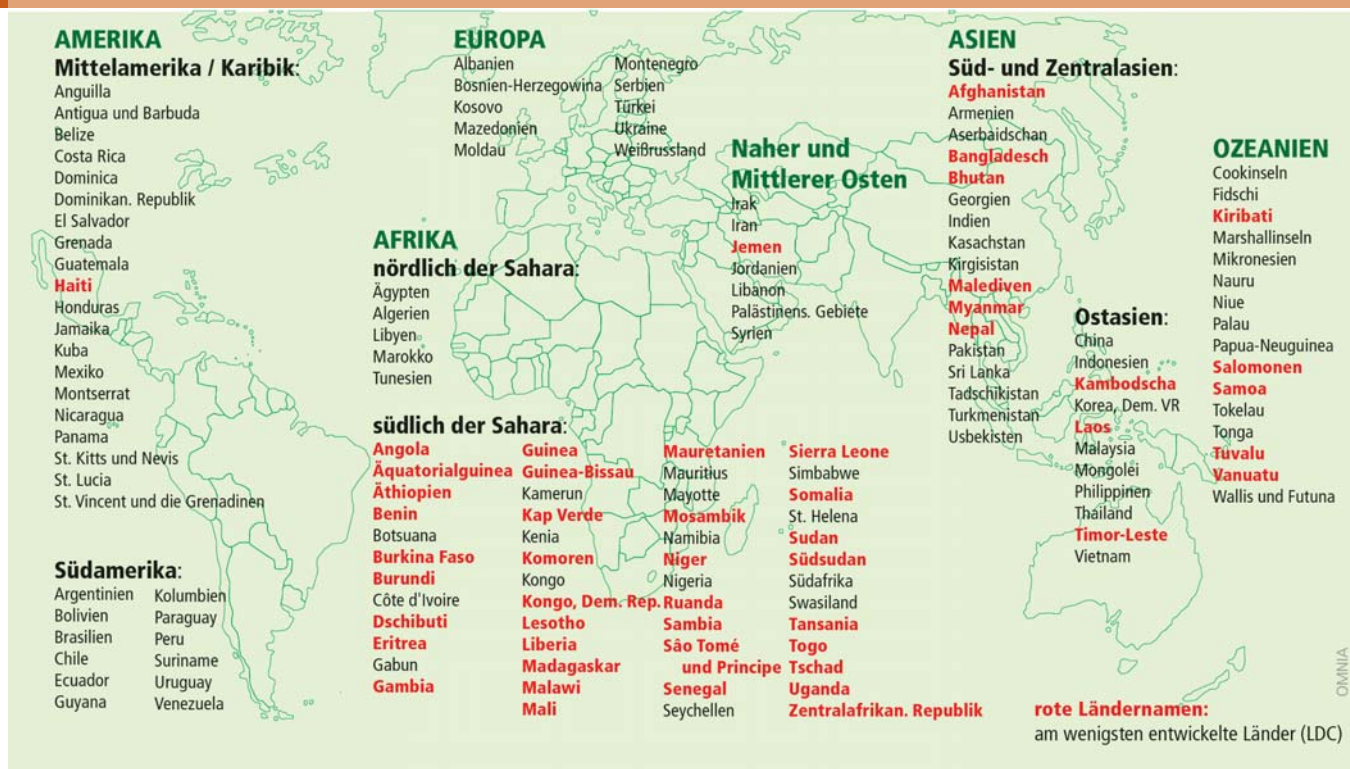 AMERIKA
Mittelamerika / Karibik:
Anguilla
Antigua und Barbuda
Belize
Costa Rica
Dominica
Dominikan. Republik
El Salvador
Grenada
Guatemala
Haiti
Honduras
Jamaika
Kuba
Mexiko
Montserrat
Nicaragua
Panama
St. Kitts und Nevis
St. Lucia
St. Vincent und die Grenadinen
Südamerika:
Argentinien
Bolivien
Brasilien
Chile
Ecuador
Guyana
Kolumbien
Paraguay
Peru
Suriname
Uruguay
Venezuela
EUROPA
Albanien
Bosnien-Herzegowina
Kosovo
Mazedonien
Moldau
Montenegro
Serbien
Türkei
Ukraine
Weißrussland
AFRIKA
nördlich der Sahara:
Ägypten
Algerien
Libyen
Marokko
Tunesien
südlich der Sahara:
Angola
Äquatorialguinea
Äthiopien
Benin
Botsuana
Burkina Faso
Burundi
Côte d'Ivoire
Dschibuti
Eritrea
Gabun
Gambia
Guinea
Guinea-Bissau
Kamerun
Kap Verde
Kenia
Komoren
Kongo
Kongo, Dem. Rep.
Lesotho
Liberia
Madagaskar
Malawi
Mali
Mauretanien
Mauritius
Mayotte
Mosambik
Namibia
Niger
Nigeria
Ruanda
Sambia
Sâo Tomé
und Principe
Senegal
Seychellen
Sierra Leone
Simbabwe
Somalia
St. Helena
Sudan
Südsudan
Südafrika
Swasiland
Tansania
Togo
Tschad
Uganda
Zentralafrikan. Republik
Naher und
Mittlerer Osten
Irak
Iran
Jemen
Jordanien
Libanon
Palästinens. Gebiete
Syrien
ASIEN
Süd- und Zentralasien:
Afghanistan
Armenien
Aserbaidschan
Bangladesch
Bhutan
Georgien
Indien
Kasachstan
Kirgisistan
Malediven
Myanmar
Nepal
Pakistan
Sri Lanka
Tadschikistan
Turkmenistan
Usbekisten
Ostasien:
China
Indonesien
Kambodscha
Korea, Dem. VR
Laos
Malaysia
Mongolei
Philippinen
Thailand
Timor-Leste
Vietnam
OZEANIEN
Cookinseln
Fidschi
Kiribati
Marshallinseln
Mikronesien
Nauru
Niue
Palau
Papua-Neuguinea
Salomonen
Samoa
Tokelau
Tonga
Tuvalu
Vanuatu
Wallis und Futuna
rote Ländernamen:
am wenigsten entwickelte Länder (LDC)
OMNIA